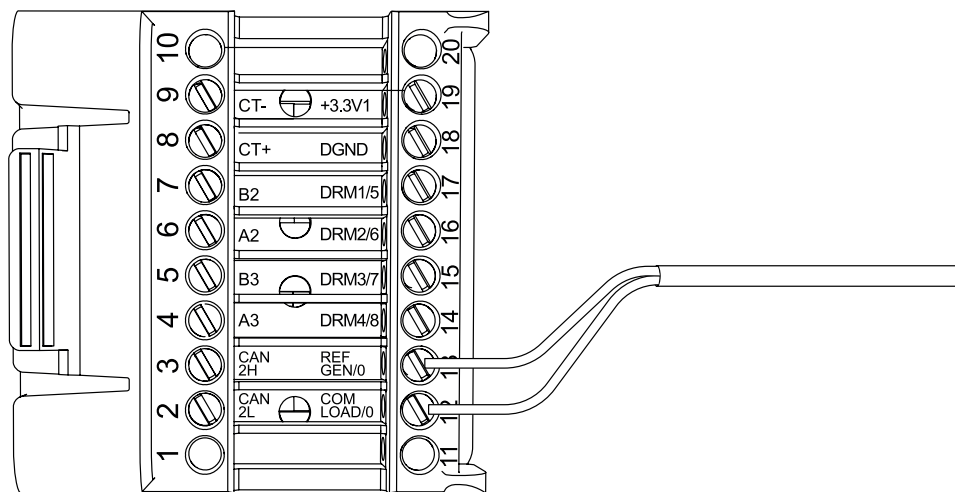 10 20
9 CT- +3.3V1 19
8 CT+ DGND 18
7 B2 DRM1/5 17
6 A2 DRM2/6 16
5 B3 DRM3/7 15
4 A3 DRM4/8 14
3 CAN 2H REF GEN/0 13
2 CAN 2L COM LOAD/0 12
1 11